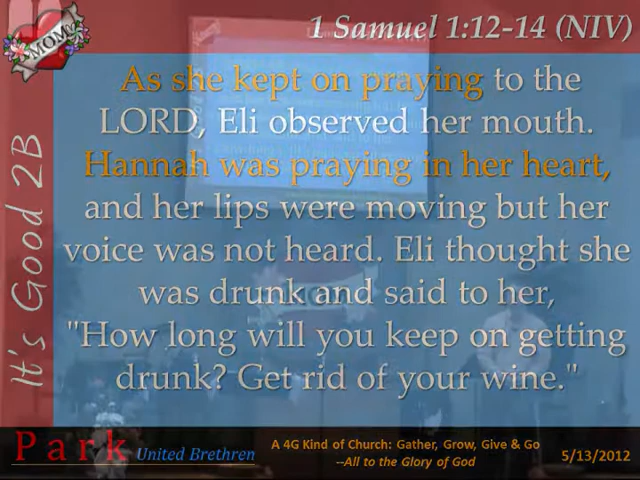 1 Samuel 1:12-14 (NIV)
MOM
It's Good 2B
As she kept on praying to the
LORD, Eli observed her mouth.
Hannah was praying in her heart,
and her lips were moving but her
voice was not heard. Eli thought she
was drunk and said to her,
"How long will you keep on getting
drunk? Get rid of your wine."
Park United Brethren
A 4G Kind of Church: Gather, Grow, Give & Go
--All to the Glory of God
5/13/2012